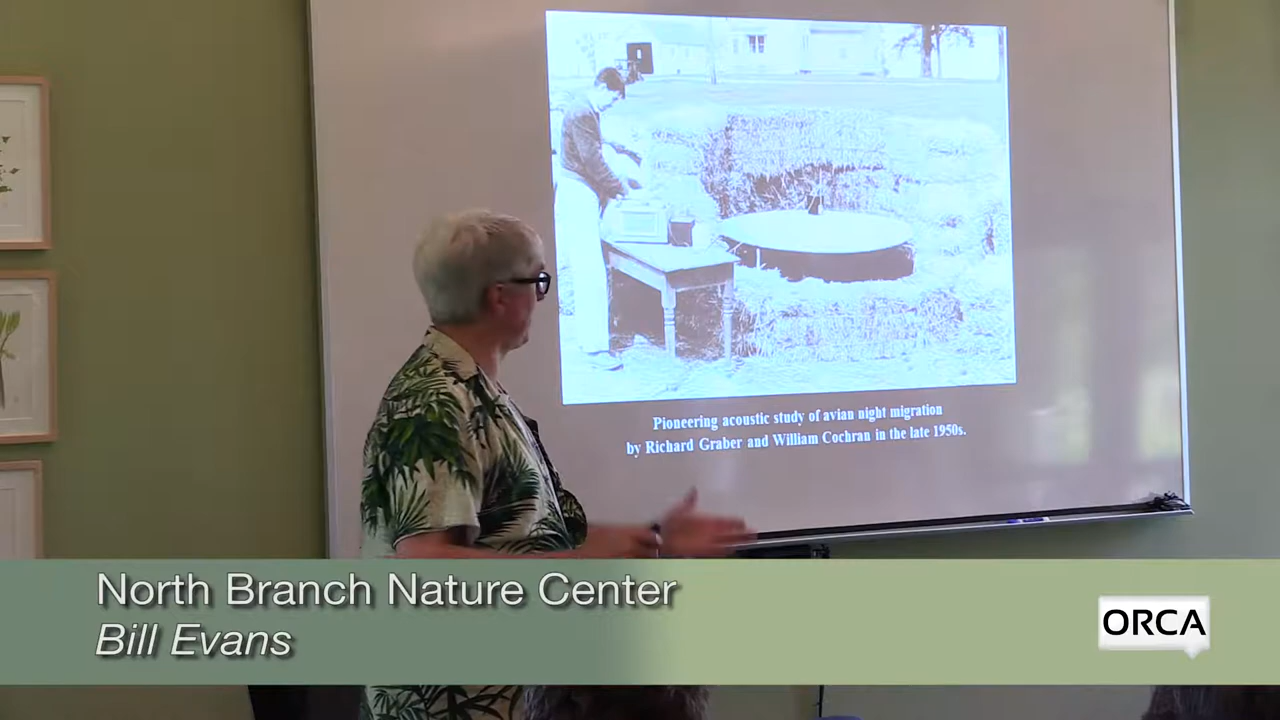 Pioneering acoustic study of avian night migration
by Richard Graber and William Cochran in the late 1950s.
North Branch Nature Center
Bill Evans
ORCA